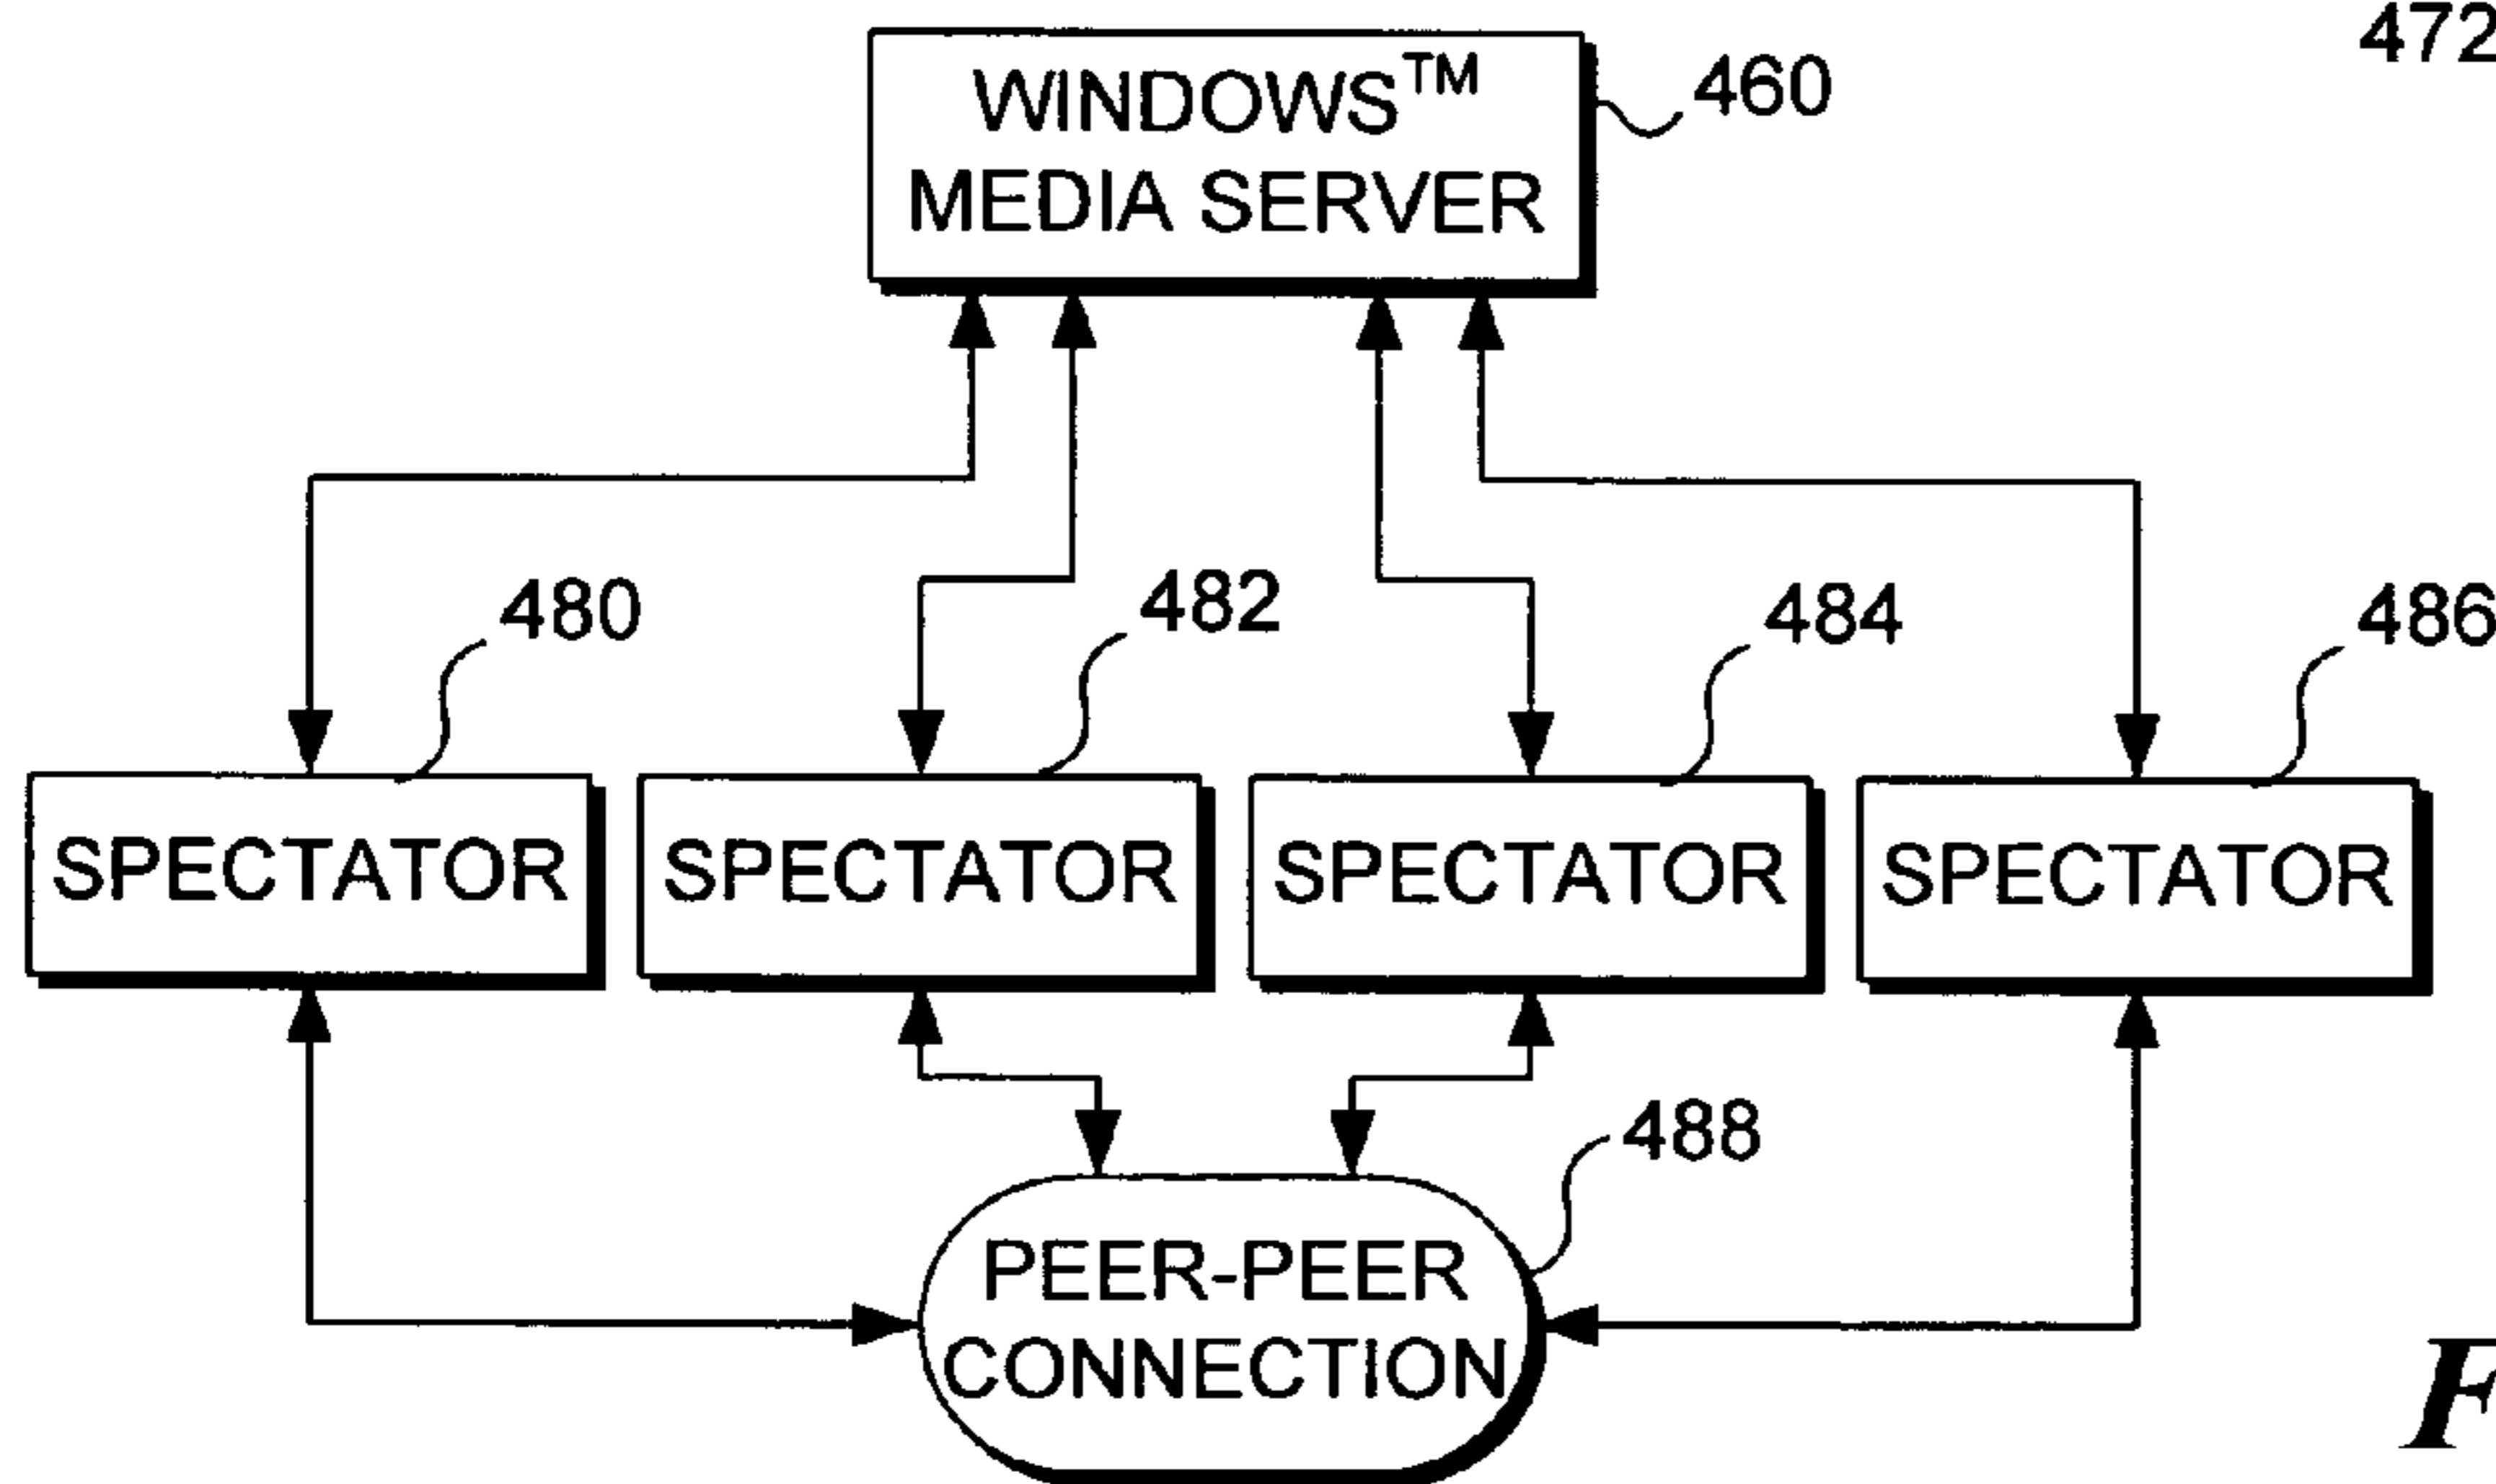 472
WINDOWS™
MEDIA SERVER
460
480
482
484
486
SPECTATOR
SPECTATOR
SPECTATOR
SPECTATOR
488
PEER-PEER
CONNECTION
F